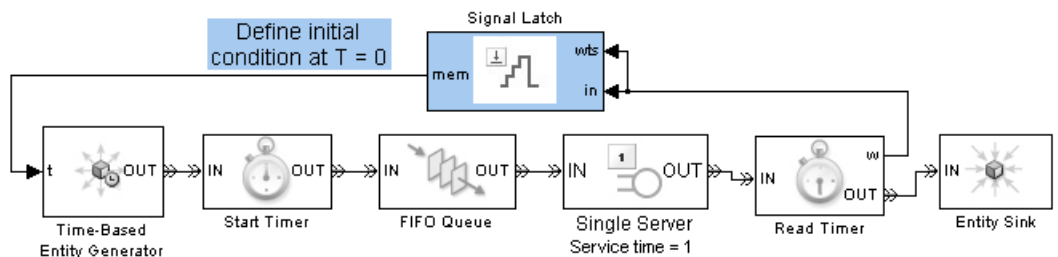 Signal Latch
Define initial
condition at T = 0
mem
wts
in
t
OUT
IN
OUT
IN
OUT
IN
1
OUT
IN
w
OUT
IN
Time-Based
Entity Generator
Start Timer
FIFO Queue
Single Server
Service time = 1
Read Timer
Entity Sink